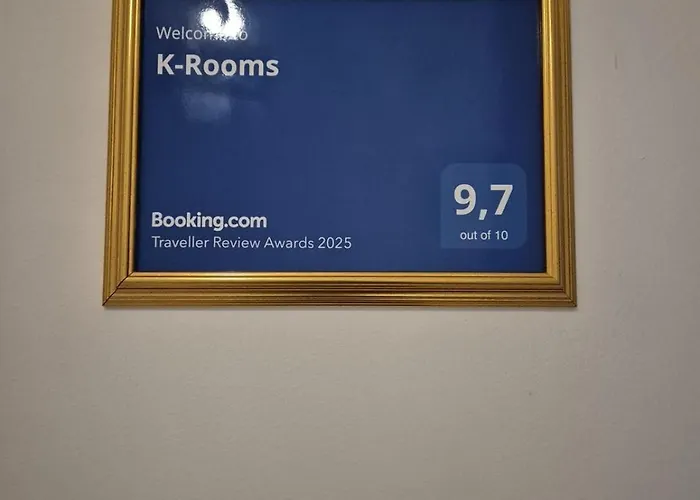 Welcome to
K-Rooms
9,7
out of 10
Booking.com
Traveller Review Awards 2025